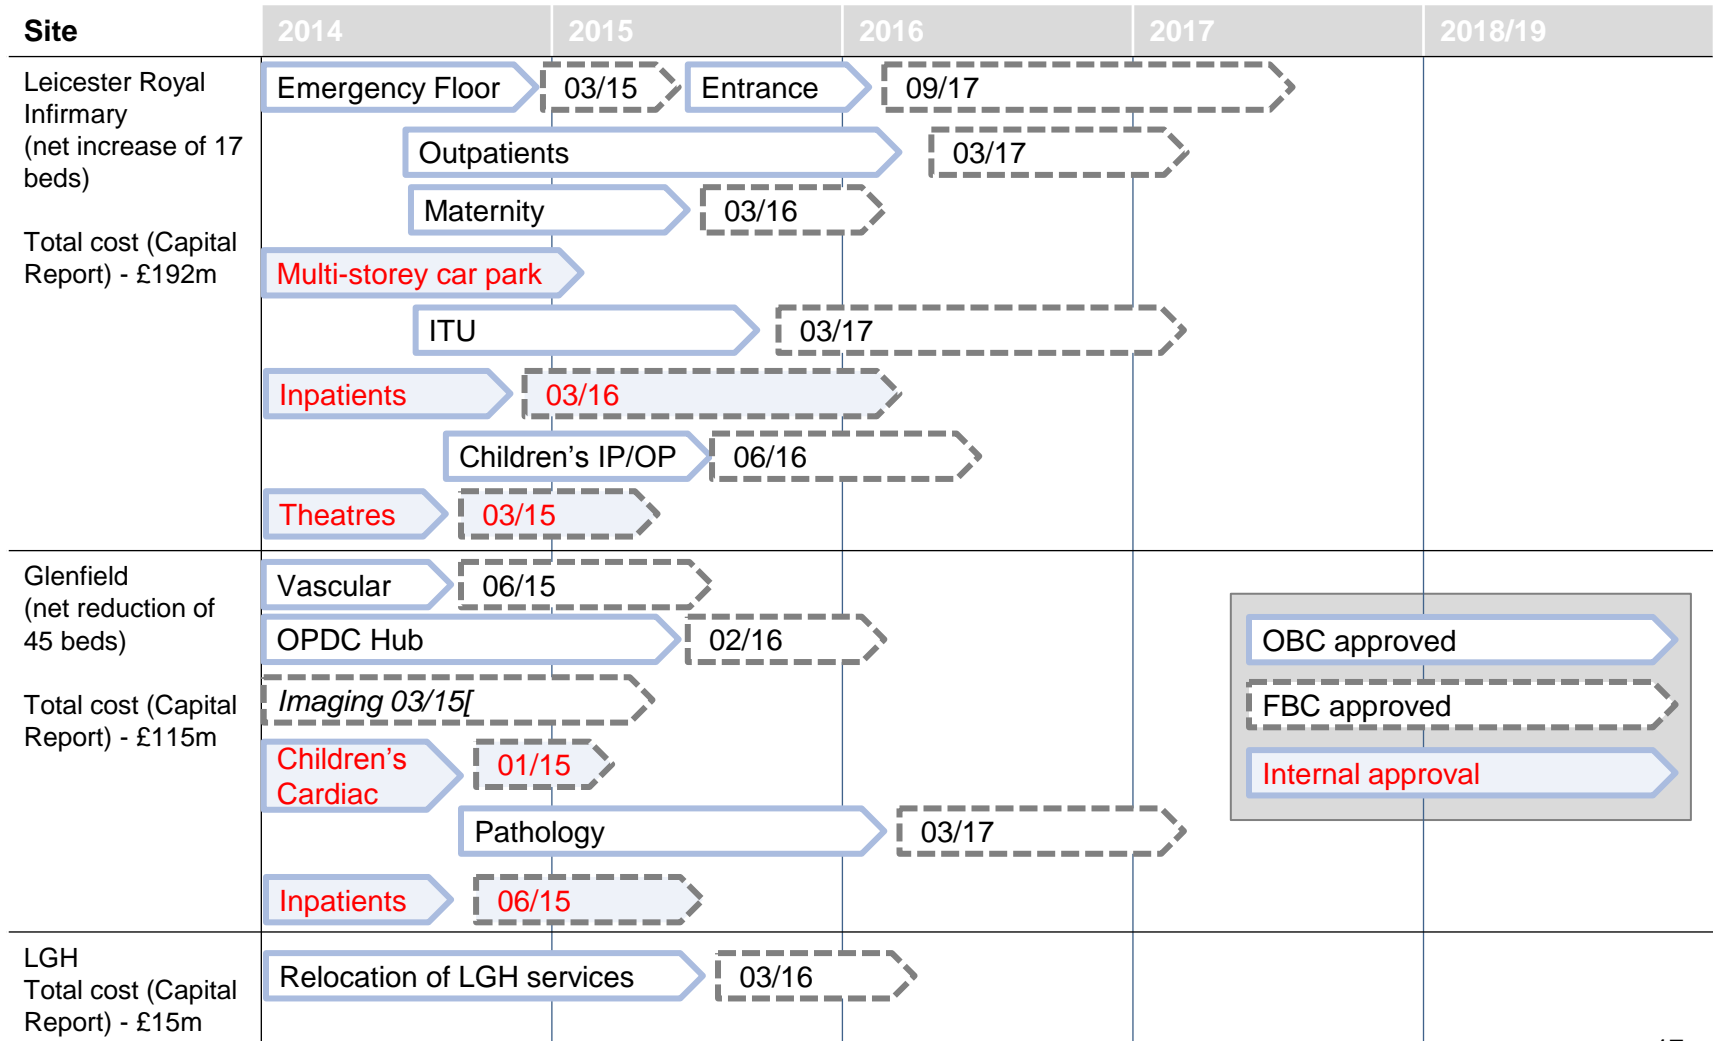 Site
2014
2015
2016
2017
2018/19
Leicester Royal
Infirmary
(net increase of 17
beds)
Total cost (Capital
Report) - £192m
Emergency Floor
03/15
Entrance
09/17
Outpatients
03/17
Maternity
03/16
Multi-storey car park
ITU
03/17
Inpatients
03/16
Children's IP/OP
06/16
Theatres
03/15
Glenfield
(net reduction of
45 beds)
Total cost (Capital
Report) - £115m
Vascular
06/15
OPDC Hub
02/16
Imaging 03/15[
Children's
Cardiac
01/15
Pathology
03/17
Inpatients
06/15
OBC approved
FBC approved
Internal approval
LGH
Total cost (Capital
Report) - £15m
Relocation of LGH services
03/16